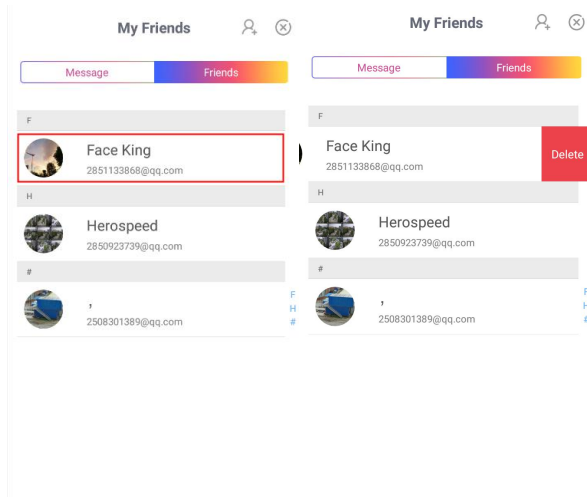 My Friends
Message Friends
F
Face King
2851133868@qq.com
H
Herospeed
2850923739@qq.com
#
,
2508301389@qq.com
F
H
#
My Friends
Message Friends
F
Face King
2851133868@qq.com
Delete
H
Herospeed
2850923739@qq.com
#
,
2508301389@qq.com
F
H
#